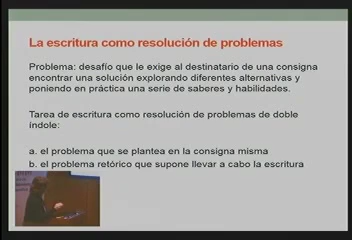 La escritura como resolución de problemas
Problema: desafío que le exige al destinatario de una consigna
encontrar una solución explorando diferentes alternativas y
poniendo en práctica una serie de saberes y habilidades.
Tarea de escritura como resolución de problemas de doble
índole:
a. el problema que se plantea en la consigna misma
b. el problema retórico que supone llevar a cabo la escritura